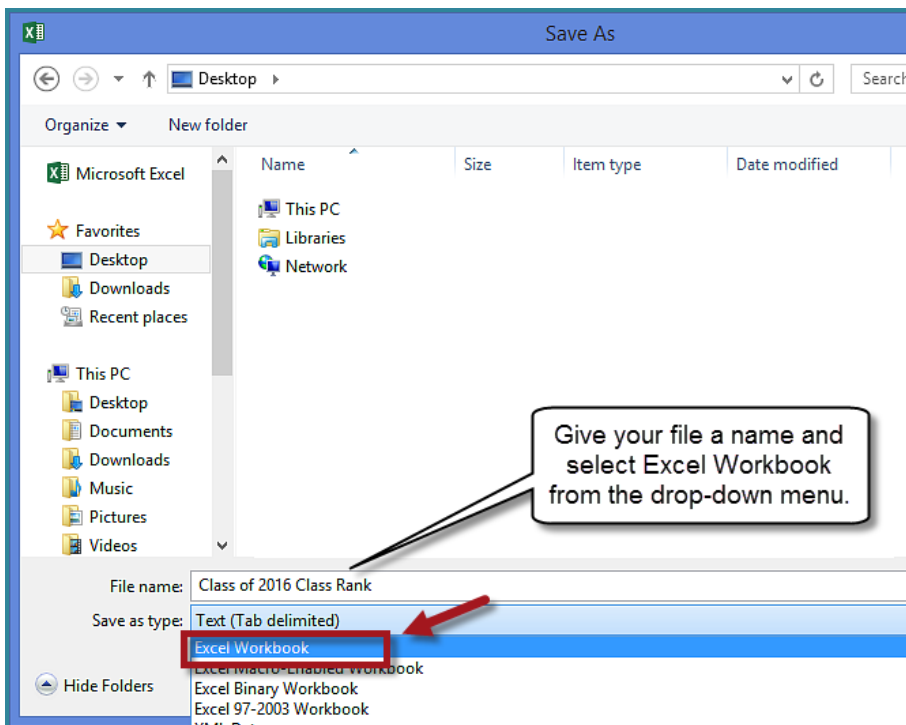 Save As
Desktop
Search
Organize
New folder
Microsoft Excel
Favorites
Desktop
Downloads
Recent places
This PC
Desktop
Documents
Downloads
Music
Pictures
Videos
Name Size Item type Date modified
This PC
Libraries
Network
Give your file a name and
select Excel Workbook
from the drop-down menu.
File name: Class of 2016 Class Rank
Save as type: Text (Tab delimited)
Excel Workbook
Excel Macro-Enabled Workbook
Excel Binary Workbook
Excel 97-2003 Workbook
Hide Folders